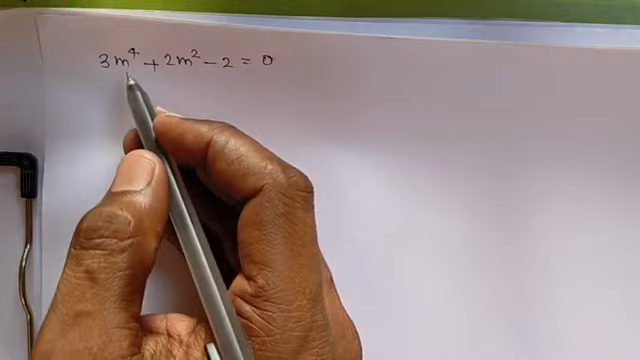 3m⁴ + 2m² - 2 = 0